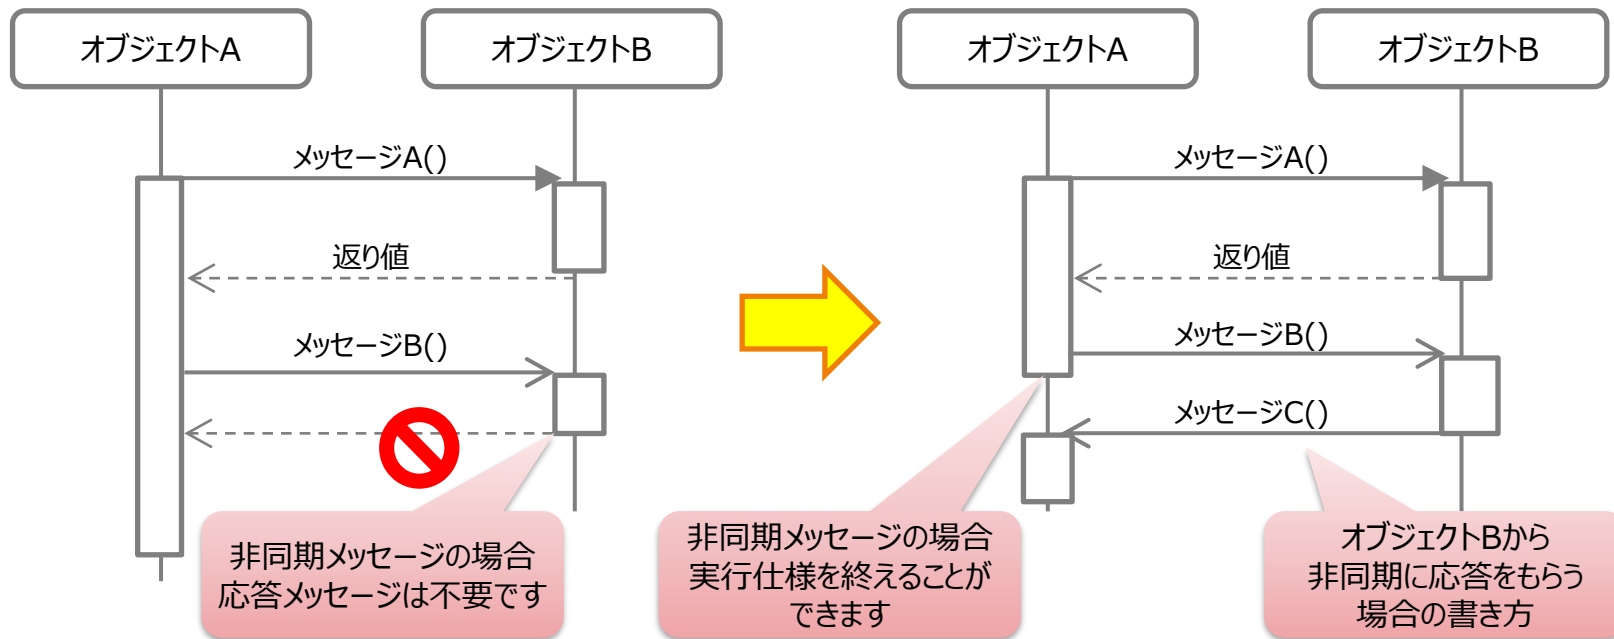 オブジェクトA
オブジェクトB
メッセージA()
返り値
メッセージB()
非同期メッセージの場合
応答メッセージは不要です
オブジェクトA
オブジェクトB
メッセージA()
返り値
メッセージB()
メッセージC()
非同期メッセージの場合
実行仕様を終えることが
できます
オブジェクトBから
非同期に応答をもらう
場合の書き方